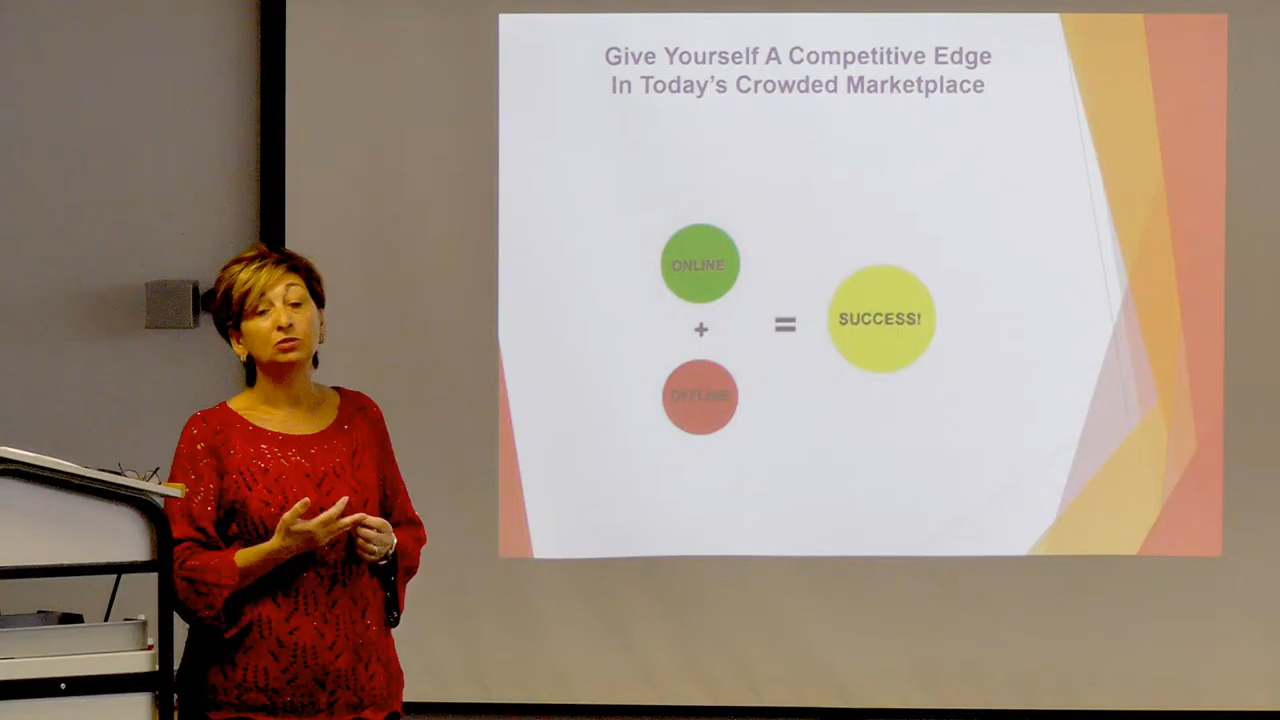 Give Yourself A Competitive Edge
In Today's Crowded Marketplace
ONLINE
+
=
SUCCESS!
OFFLINE